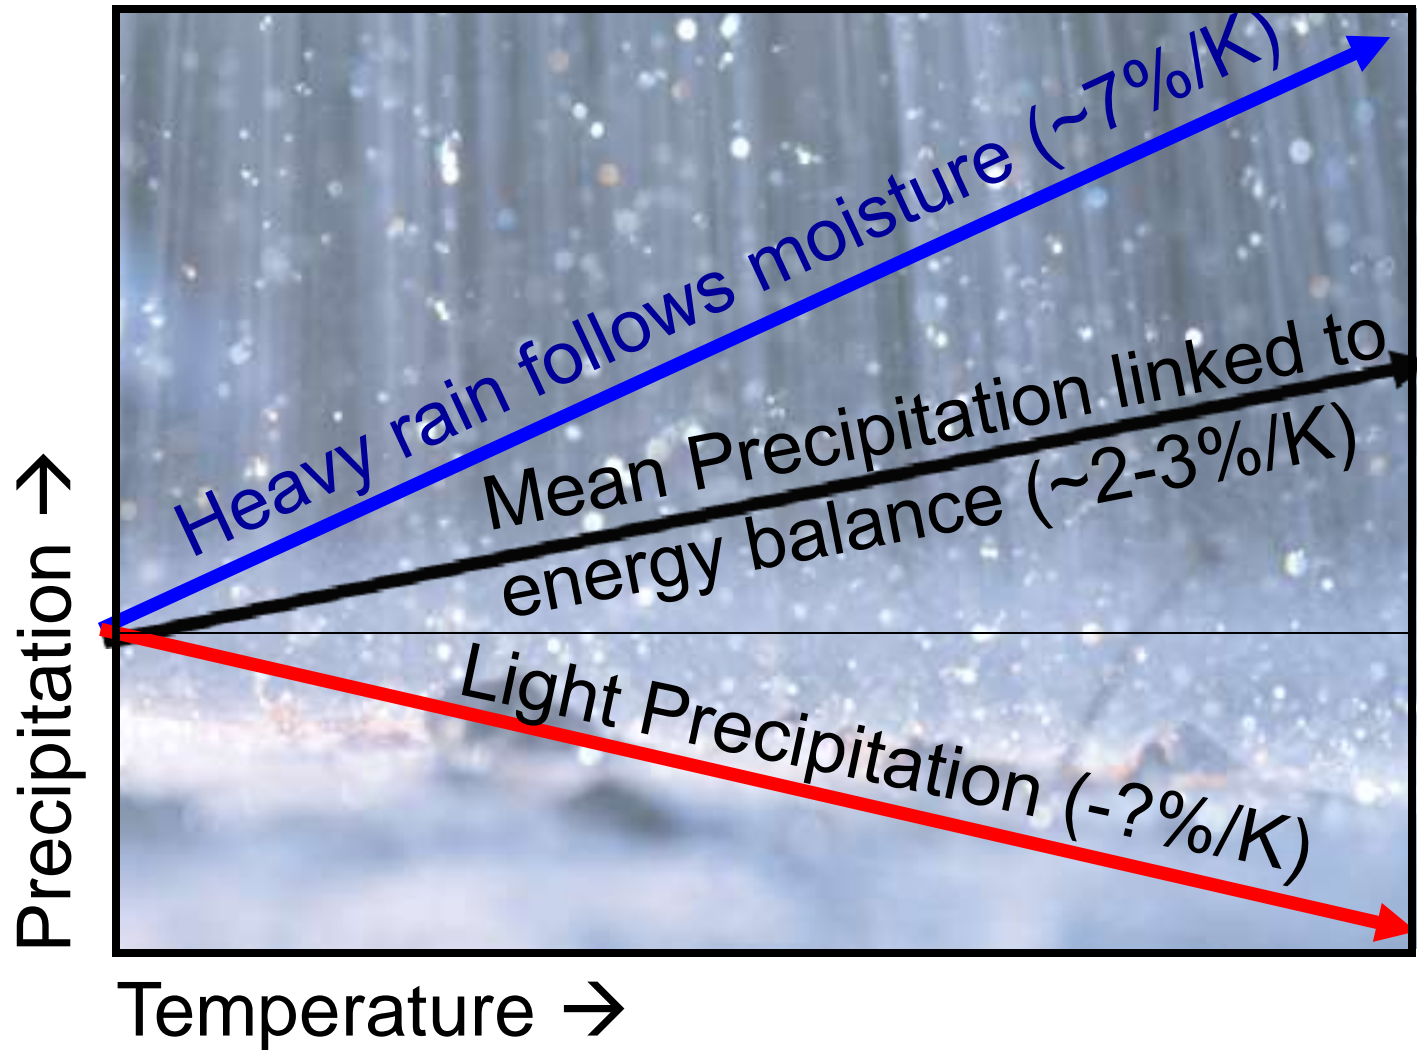 Heavy rain follows moisture (~7%/K)
Mean Precipitation linked to
energy balance (~2-3%/K)
Light Precipitation (-?%/K)
Precipitation →
Temperature →